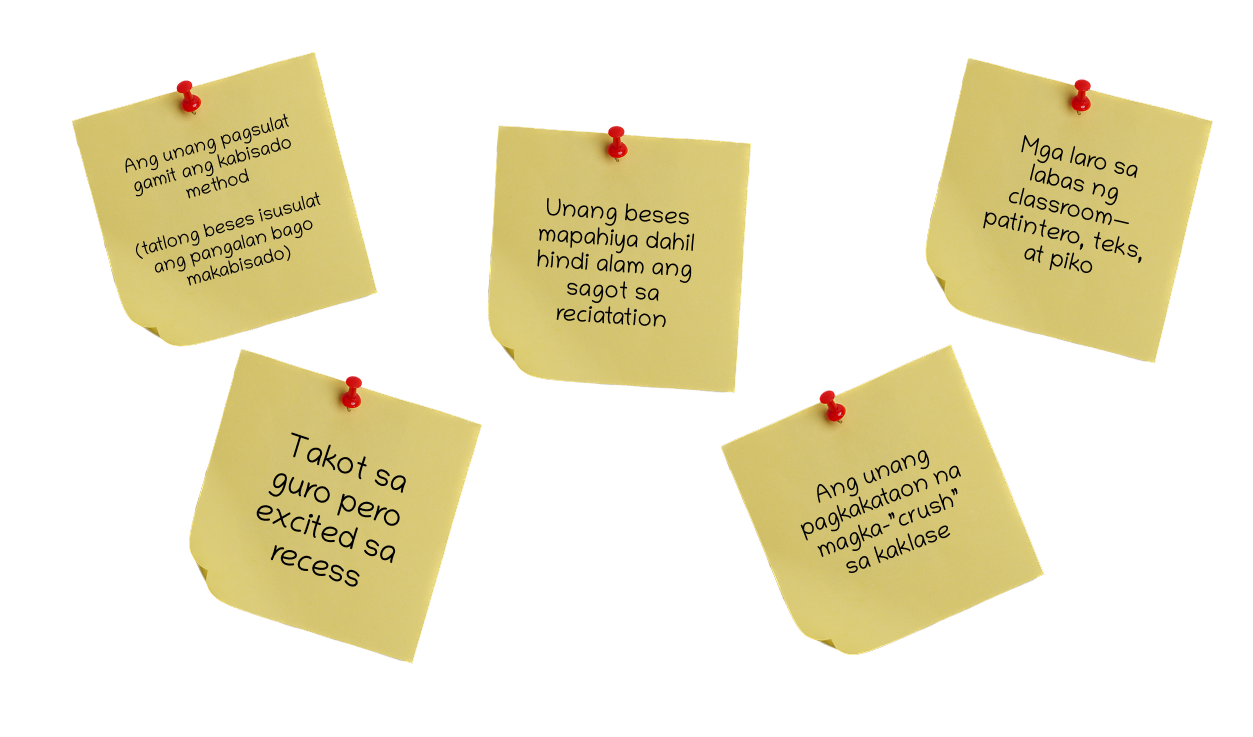 Ang unang pagsulat
gamit ang kabisado
method
(tatlong beses isusulat
ang pangalan bago
makabisado)
Unang beses
mapahiya dahil
hindi alam ang
sagot sa
reciatation
Mga laro sa
labas ng
classroom—
patintero, teks,
at piko
Takot sa
guro pero
excited sa
recess
Ang unang
pagkakataon na
magka-"crush"
sa kaklase